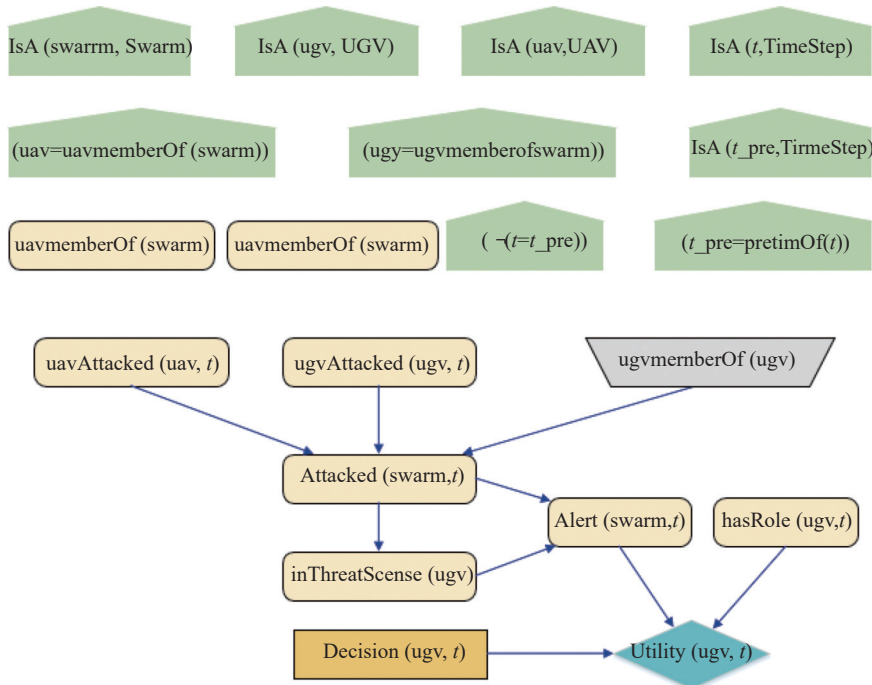 IsA (swarrm, Swarm)
IsA (ugv, UGV)
IsA (uav,UAV)
IsA (t,TimeStep)
(uav=uavmemberOf (swarm))
(ugy=ugvmemberofswarm))
IsA (t_pre,TirmeStep)
uavmemberOf (swarm)
uavmemberOf (swarm)
( ¬(t=t_pre))
(t_pre=pretimOf(t))
uavAttacked (uav, t)
ugvAttacked (ugv, t)
ugvmernberOf (ugv)
Attacked (swarm,t)
Alert (swarm,t)
hasRole (ugv,t)
inThreatScense (ugv)
Decision (ugv, t)
Utility (ugv, t)